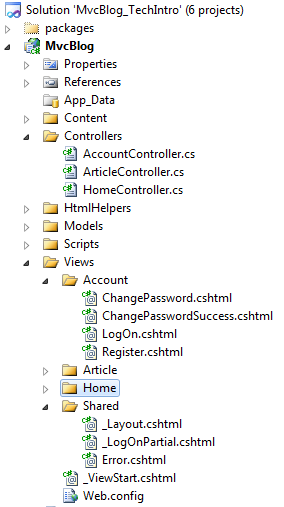 Solution 'MvcBlog_TechIntro' (6 projects)
packages
MvcBlog
Properties
References
App_Data
Content
Controllers
AccountController.cs
ArticleController.cs
HomeController.cs
HtmlHelpers
Models
Scripts
Views
Account
ChangePassword.cshtml
ChangePasswordSuccess.cshtml
LogOn.cshtml
Register.cshtml
Article
Home
Shared
_Layout.cshtml
_LogOnPartial.cshtml
Error.cshtml
_ViewStart.cshtml
Web.config